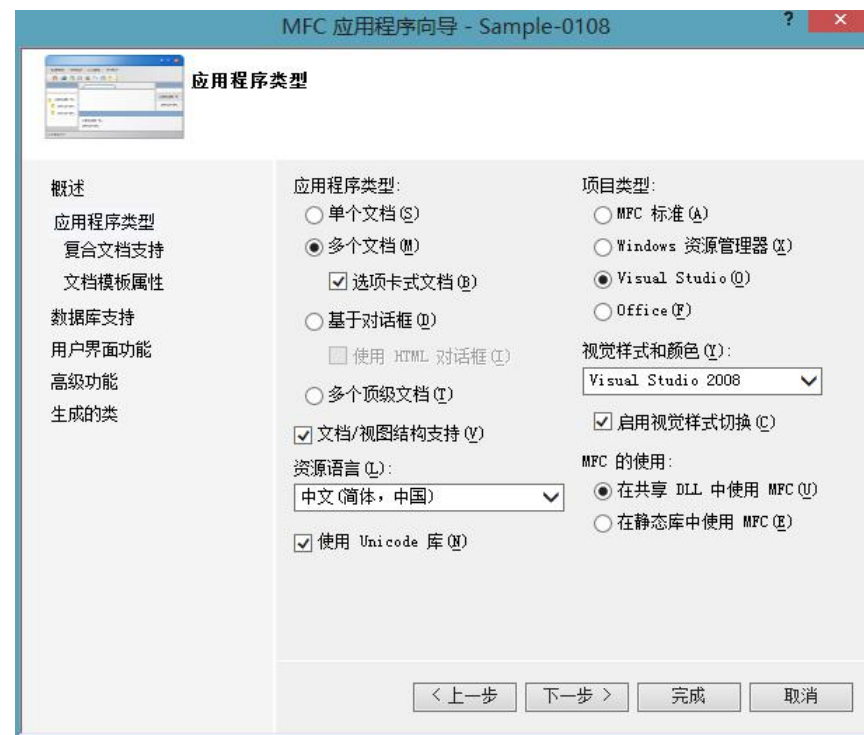 MFC 应用程序向导 - Sample-0108
?
应用程序类型
概述
应用程序类型
复合文档支持
文档模板属性
数据库支持
用户界面功能
高级功能
生成的类
应用程序类型:
单个文档(S)
多个文档(M)
选项卡式文档(B)
基于对话框(D)
使用 HTML 对话框(I)
多个顶级文档(T)
文档/视图结构支持(V)
资源语言(L):
中文(简体，中国)
使用 Unicode 库(N)
项目类型:
MFC 标准(A)
Windows 资源管理器(X)
Visual Studio(O)
Office(F)
视觉样式和颜色(Y):
Visual Studio 2008
启用视觉样式切换(C)
MFC 的使用:
在共享 DLL 中使用 MFC(U)
在静态库中使用 MFC(E)
< 上一步
下一步 >
完成
取消